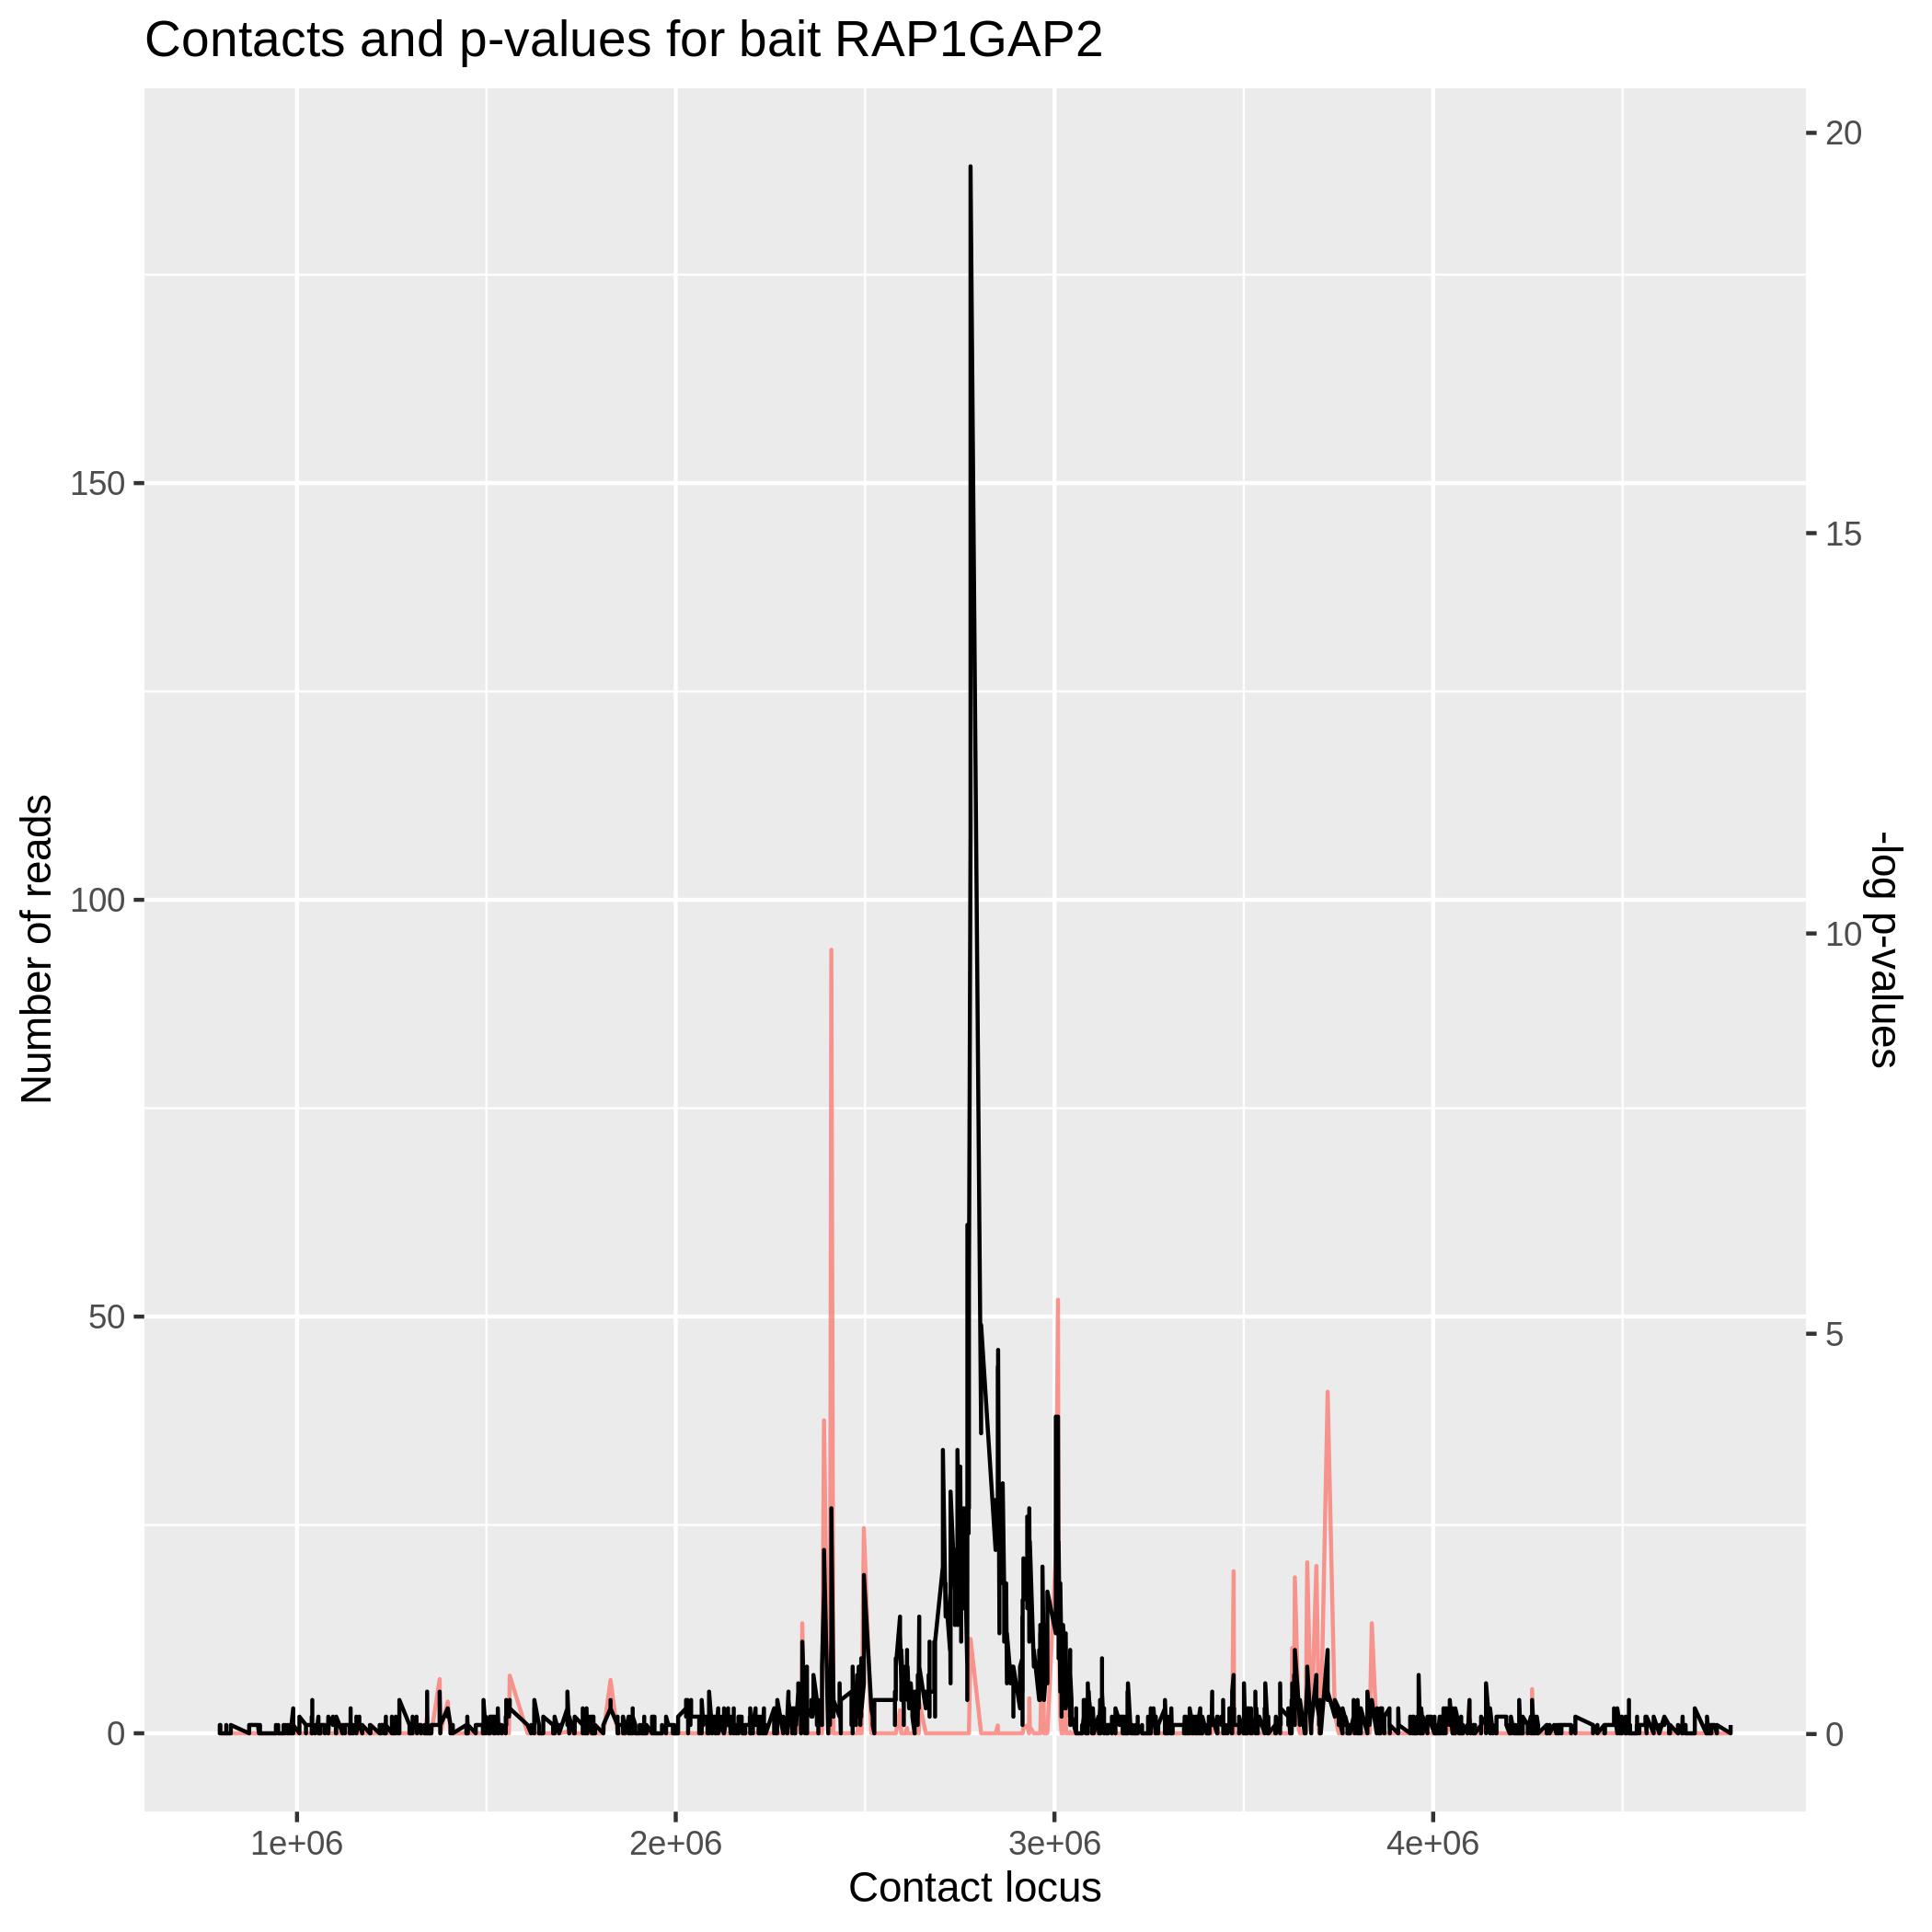 Contacts and p-values for bait RAP1GAP2
20
15
10
5
0
150
100
50
0
Number of reads
-log p-values
1e+06
2e+06
3e+06
4e+06
Contact locus